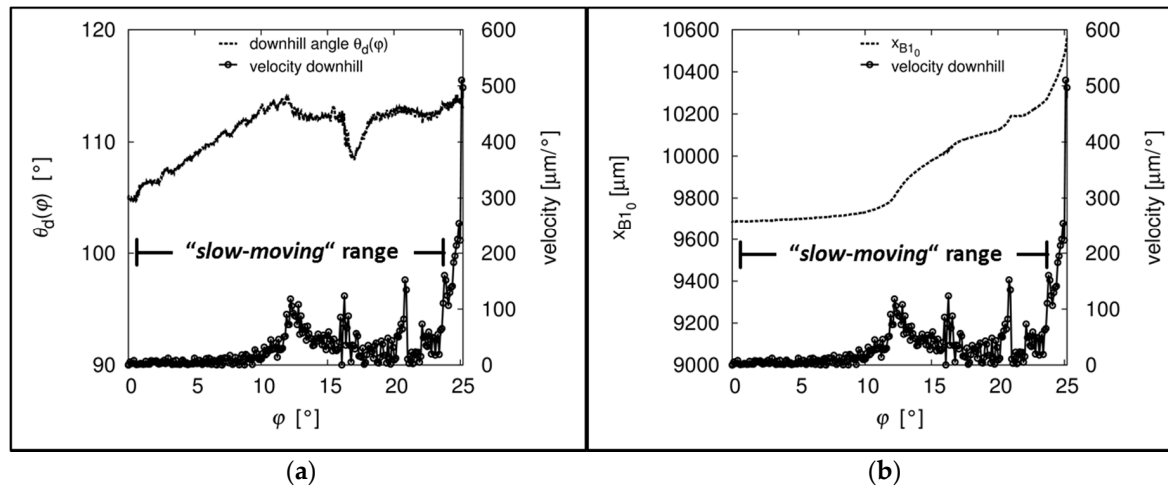 120
110
100
90
θd(φ) [°]
600
500
400
300
200
100
0
velocity [μm/°]
downhill angle θd(φ)
velocity downhill
“slow-moving“ range
0 5 10 15 20 25
φ [°]
(a)
10600
10400
10200
10000
9800
9600
9400
9200
9000
xB10 [μm]
600
500
400
300
200
100
0
velocity [μm/°]
xB10
velocity downhill
“slow-moving“ range
0 5 10 15 20 25
φ [°]
(b)